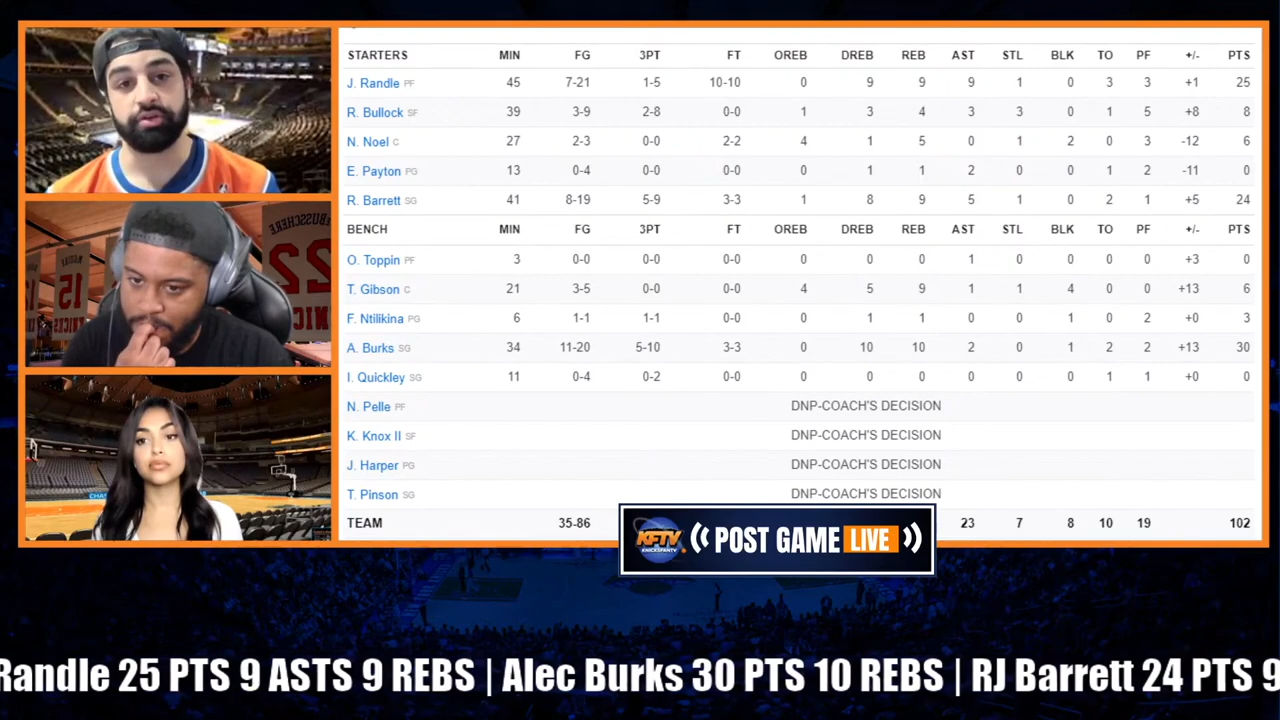 STARTERS MIN FG 3PT FT OREB DREB REB AST STL BLK TO PF +/- PTS
J. Randle PF 45 7-21 1-5 10-10 0 9 9 9 1 0 3 3 +1 25
R. Bullock SF 39 3-9 2-8 0-0 1 3 4 3 3 0 1 5 +8 8
N. Noel C 27 2-3 0-0 2-2 4 1 5 0 1 2 0 3 -12 6
E. Payton PG 13 0-4 0-0 0-0 0 1 1 2 0 0 1 2 -11 0
R. Barrett SG 41 8-19 5-9 3-3 1 8 9 5 1 0 2 1 +5 24
BENCH MIN FG 3PT FT OREB DREB REB AST STL BLK TO PF +/- PTS
O. Toppin PF 3 0-0 0-0 0-0 0 0 0 1 0 0 0 0 +3 0
T. Gibson C 21 3-5 0-0 0-0 4 5 9 1 1 4 0 0 +13 6
F. Ntilikina PG 6 1-1 1-1 0-0 0 1 1 0 0 1 0 2 +0 3
A. Burks SG 34 11-20 5-10 3-3 0 10 10 2 0 1 2 2 +13 30
I. Quickley SG 11 0-4 0-2 0-0 0 0 0 0 0 0 1 1 +0 0
N. Pelle PF DNP-COACH'S DECISION
K. Knox II SF DNP-COACH'S DECISION
J. Harper PG DNP-COACH'S DECISION
T. Pinson SG DNP-COACH'S DECISION
TEAM 35-86 23 7 8 10 19 102
DEBUSSCHERE
22
15
KNICKS
KFTV
KNICKSFANTV
POST GAME LIVE
Randle 25 PTS 9 ASTS 9 REBS | Alec Burks 30 PTS 10 REBS | RJ Barrett 24 PTS 9